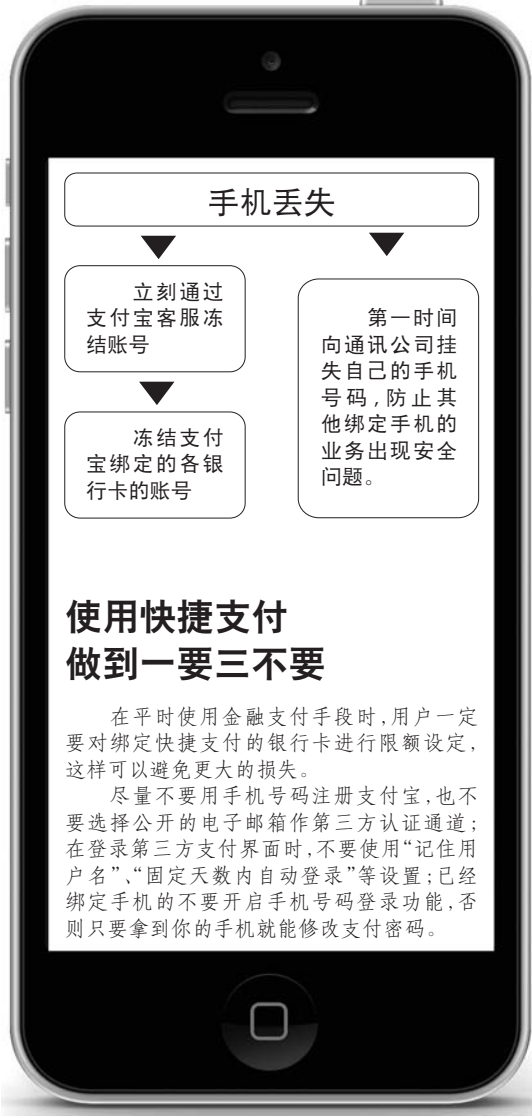 手机丢失
立刻通过
支付宝客服冻
结账号
冻结支付
宝绑定的各银
行卡的账号
第一时间
向通讯公司挂
失自己的手机
号码，防止其
他绑定手机的
业务出现安全
问题。
使用快捷支付
做到一要三不要
在平时使用金融支付手段时，用户一定
要对绑定快捷支付的银行卡进行限额设定，
这样可以避免更大的损失。
尽量不要用手机号码注册支付宝，也不
要选择公开的电子邮箱作第三方认证通道；
在登录第三方支付界面时，不要使用“记住用
户名”、“固定天数内自动登录”等设置；已经
绑定手机的不要开启手机号码登录功能，否
则只要拿到你的手机就能修改支付密码。